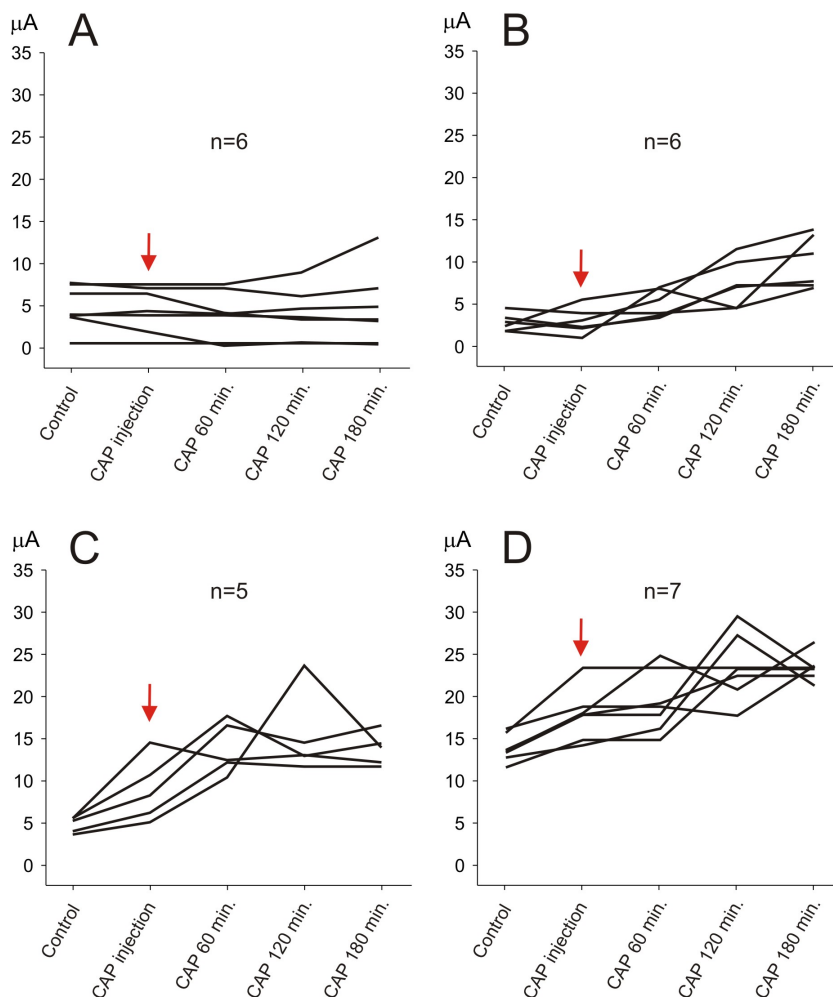 μA
A
35
30
25
20
15
10
5
0
n=6
Control
CAP injection
CAP 60 min.
CAP 120 min.
CAP 180 min.
μA
B
35
30
25
20
15
10
5
0
n=6
Control
CAP injection
CAP 60 min.
CAP 120 min.
CAP 180 min.
μA
C
35
30
25
20
15
10
5
0
n=5
Control
CAP injection
CAP 60 min.
CAP 120 min.
CAP 180 min.
μA
D
35
30
25
20
15
10
5
0
n=7
Control
CAP injection
CAP 60 min.
CAP 120 min.
CAP 180 min.